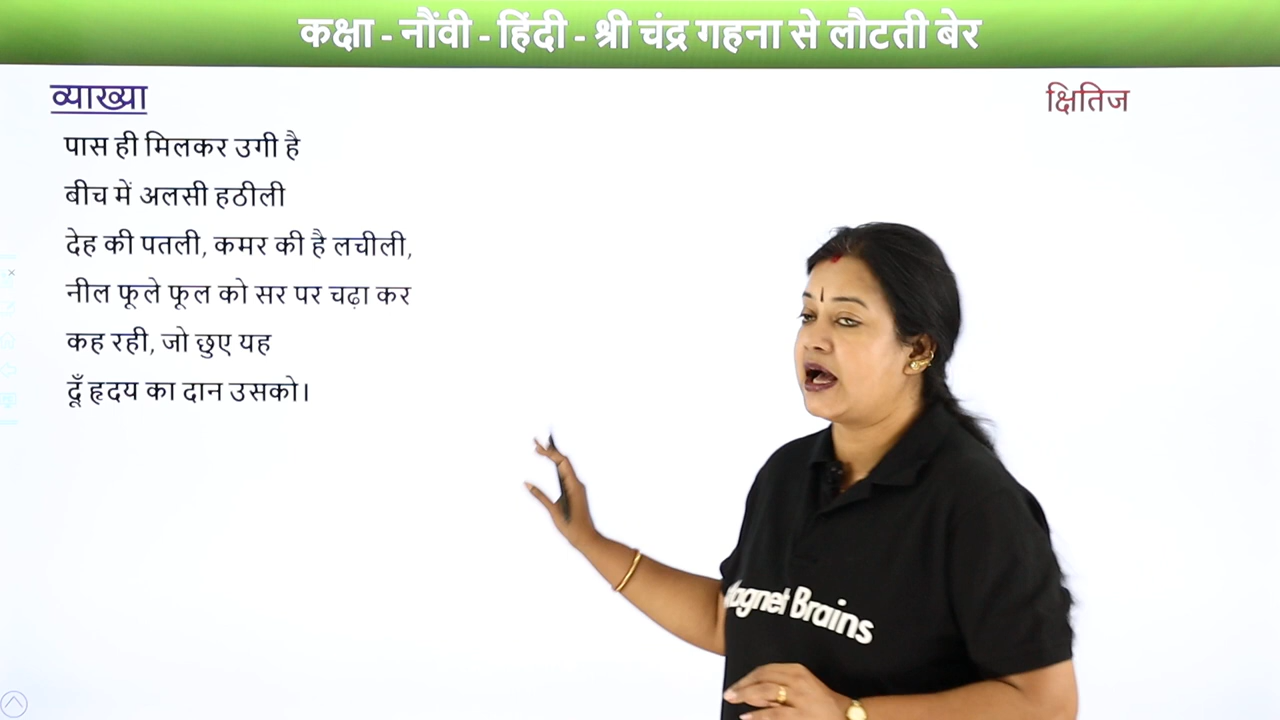 कक्षा - नौंवी - हिंदी - श्री चंद्र गहना से लौटती बेर
व्याख्या
क्षितिज
पास ही मिलकर उगी है
बीच में अलसी हठीली
देह की पतली, कमर की है लचीली,
नील फूले फूल को सर पर चढ़ा कर
कह रही, जो छुए यह
दूँ हृदय का दान उसको।
agnet Brains